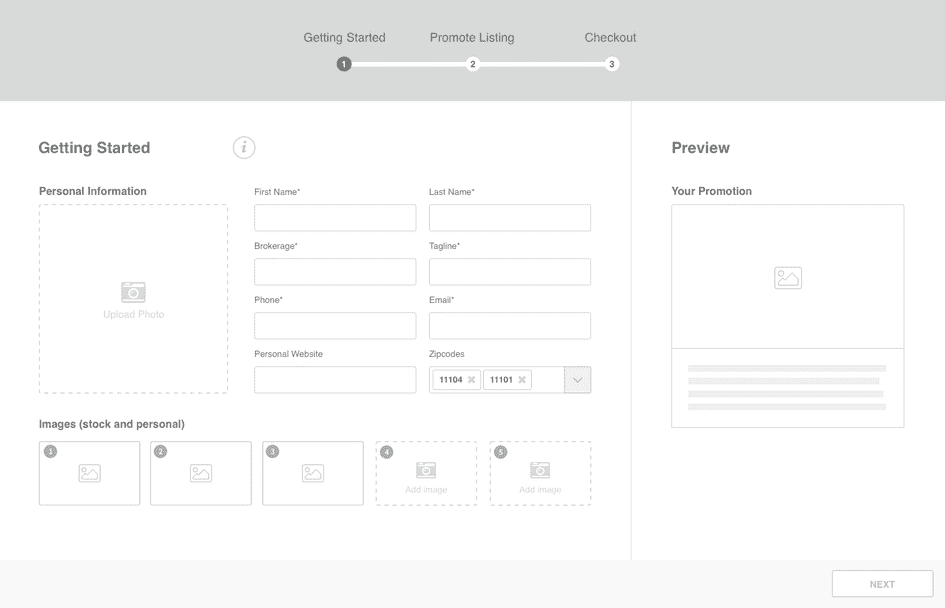 Getting Started Promote Listing Checkout
1 2 3
Getting Started i
Preview
Personal Information
Upload Photo
First Name* Last Name*
Brokerage* Tagline*
Phone* Email*
Personal Website Zipcodes
11104 11101
Images (stock and personal)
1 2 3 4 5
Add image Add image
Your Promotion
NEXT